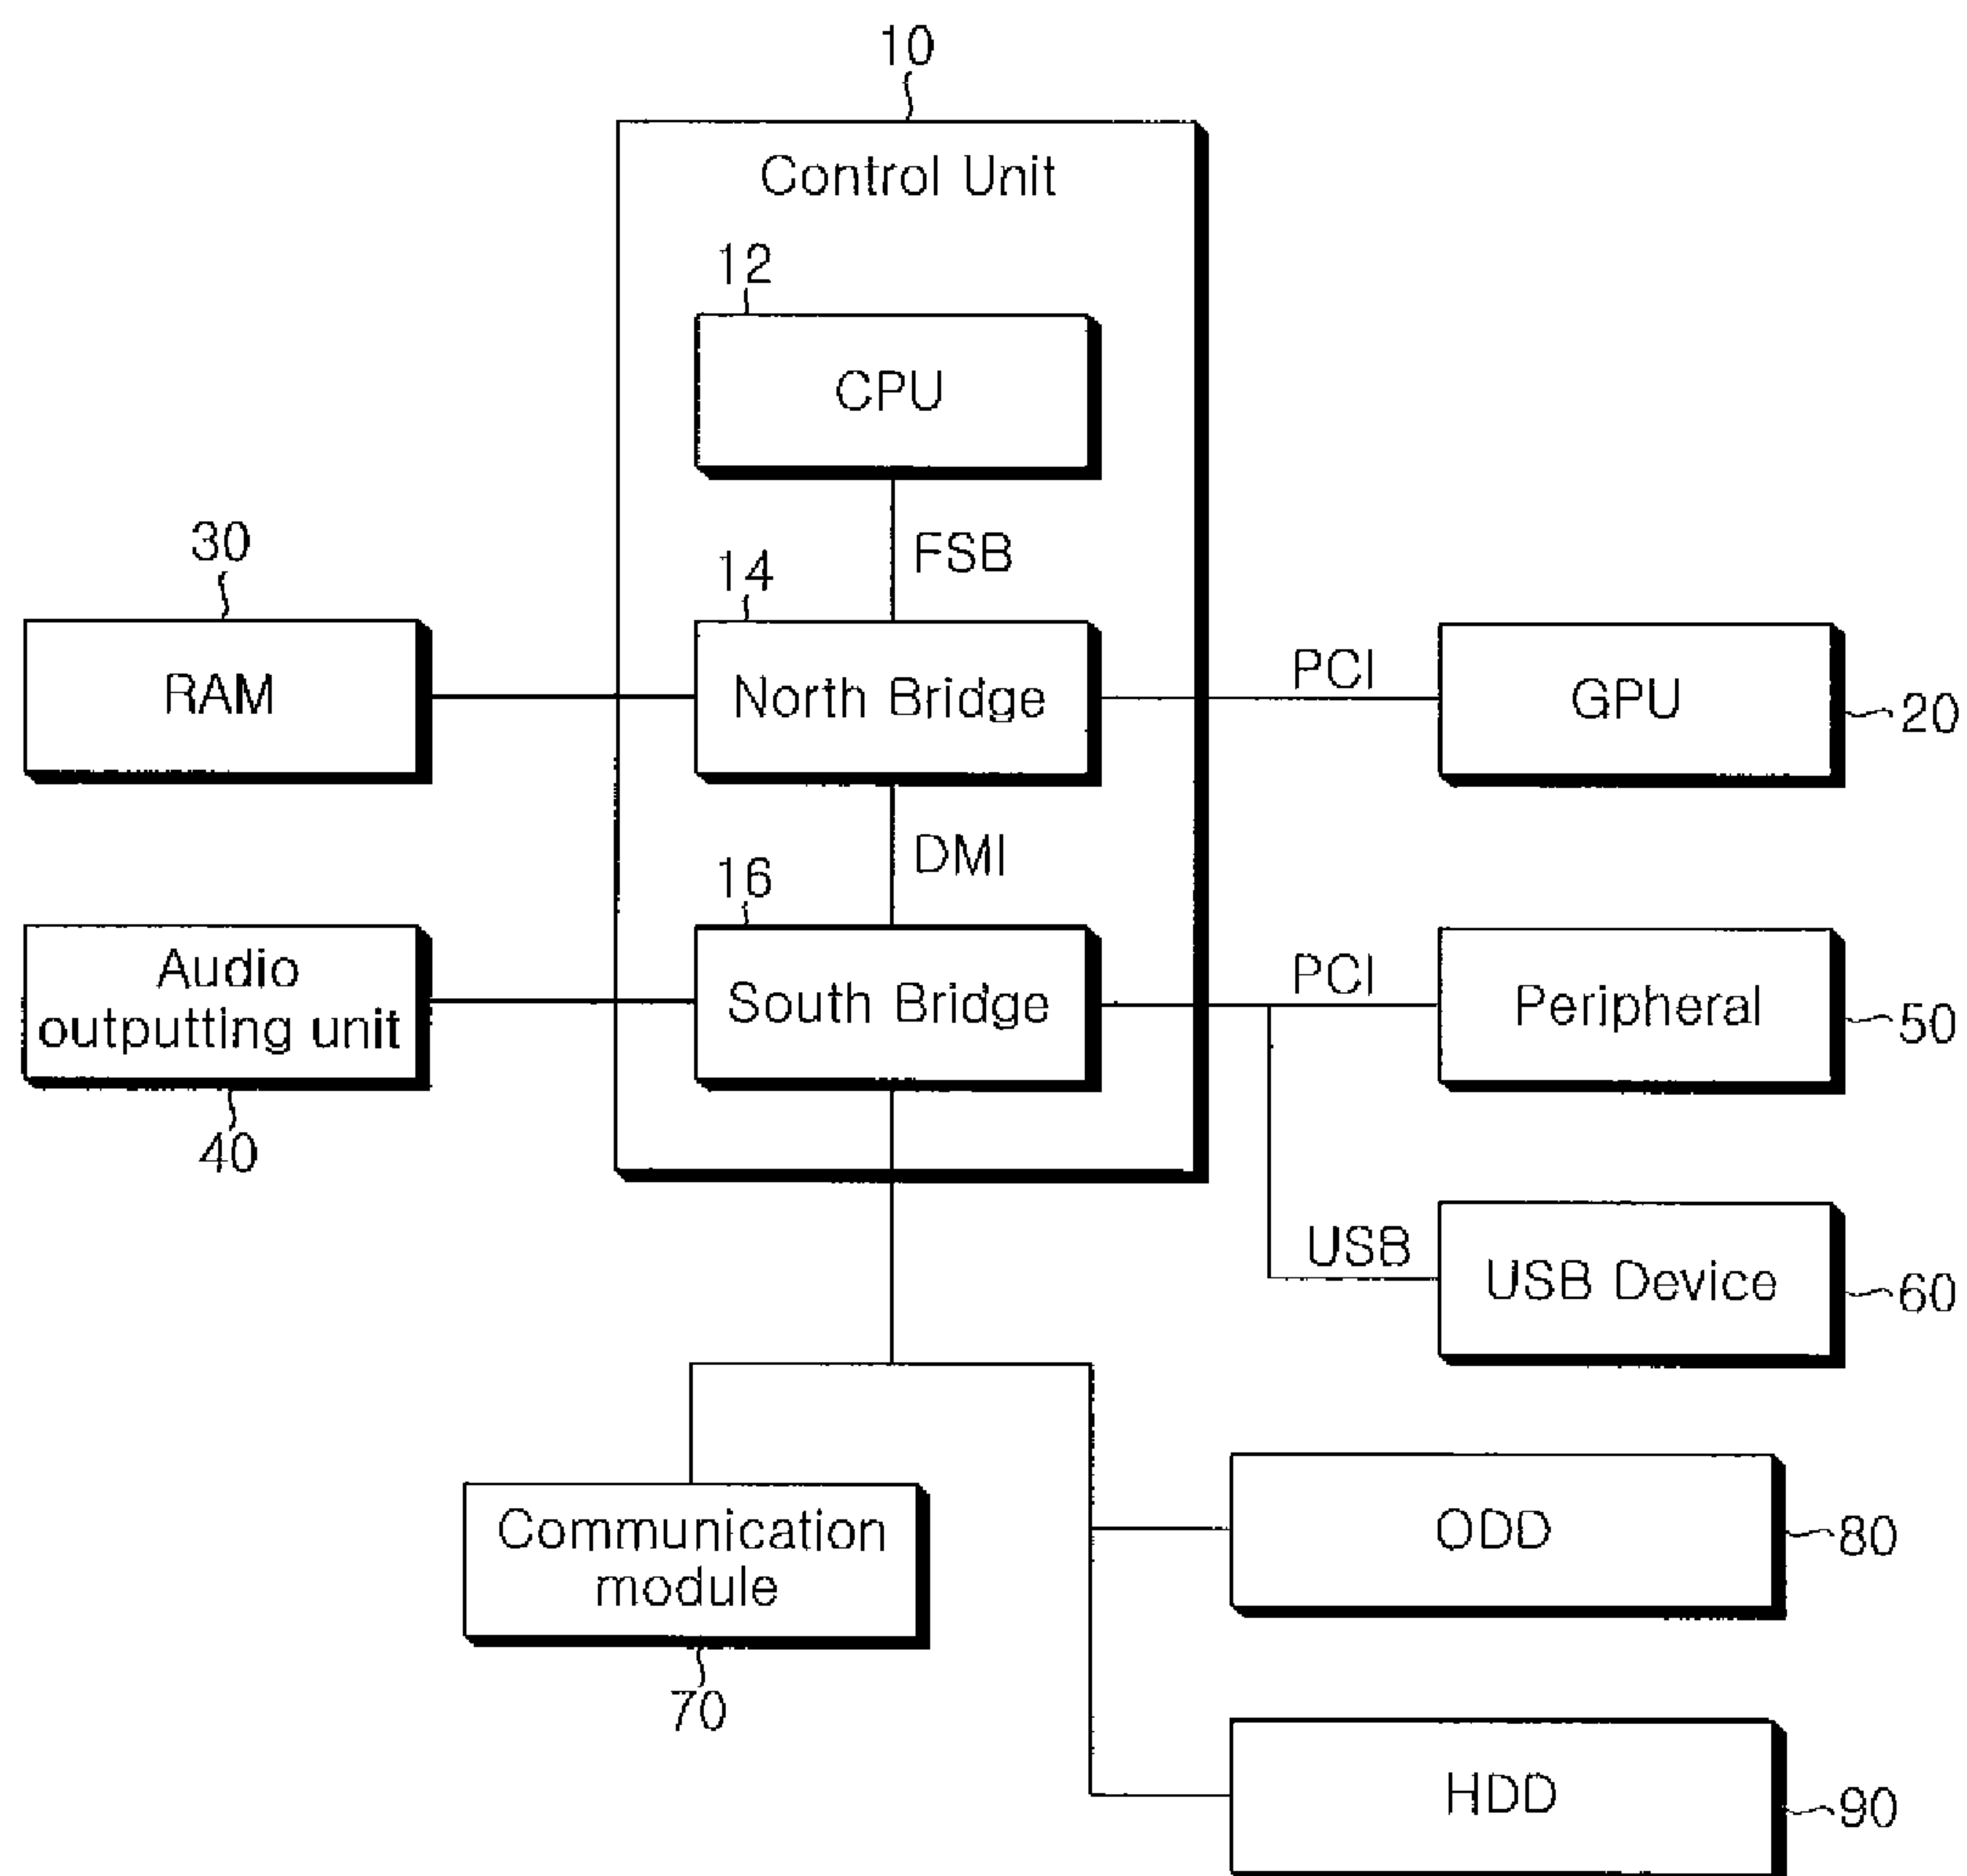 10
Control Unit
12
CPU
FSB
30
RAM
14
North Bridge
PCI
GPU
20
DMI
16
Audio
outputting unit
40
South Bridge
PCI
Peripheral
50
USB
USB Device
60
Communication
module
70
ODD
80
HDD
90